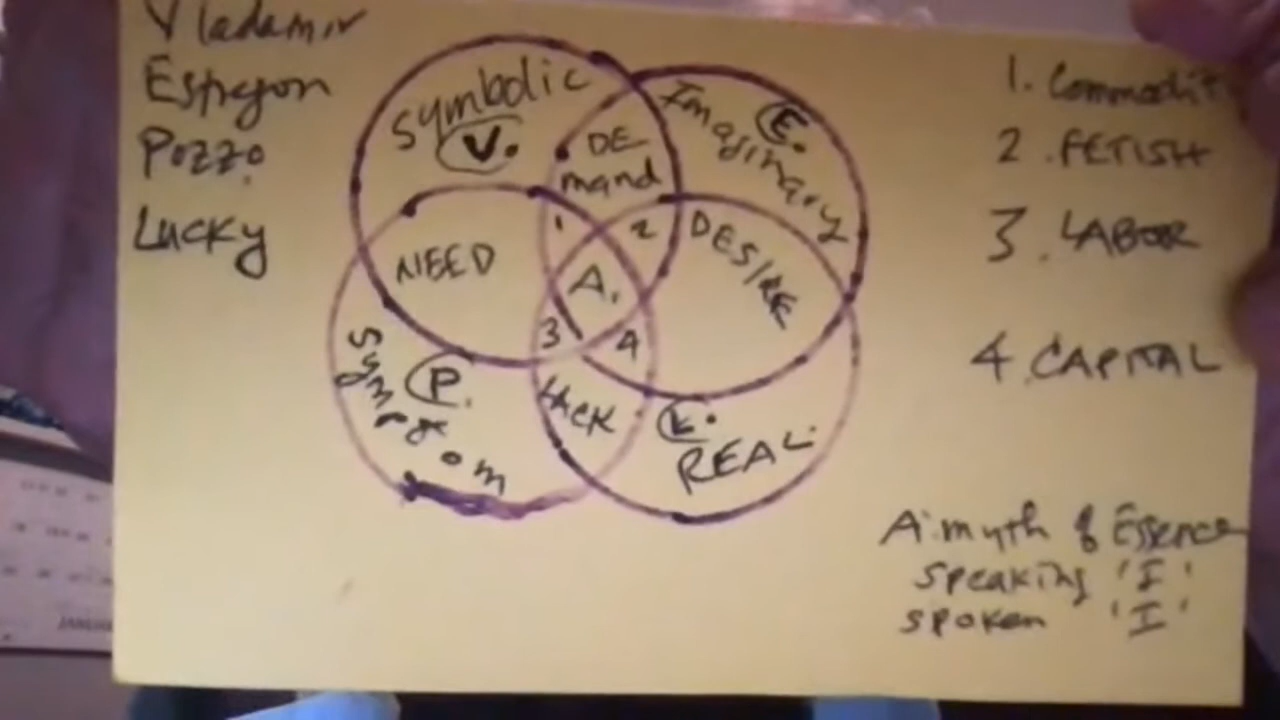 Vladamir
Estragon
Pozzo
Lucky
Symbolic
V.
DE
mand
Imaginary
E.
NEED
1
2
DESIRE
A.
3
4
Symptom
P.
LACK
L.
REAL
1. Commodit
2. FETISH
3. LABOR
4. CAPITAL
A: myth of Essence
speaking 'I'
spoken 'I'